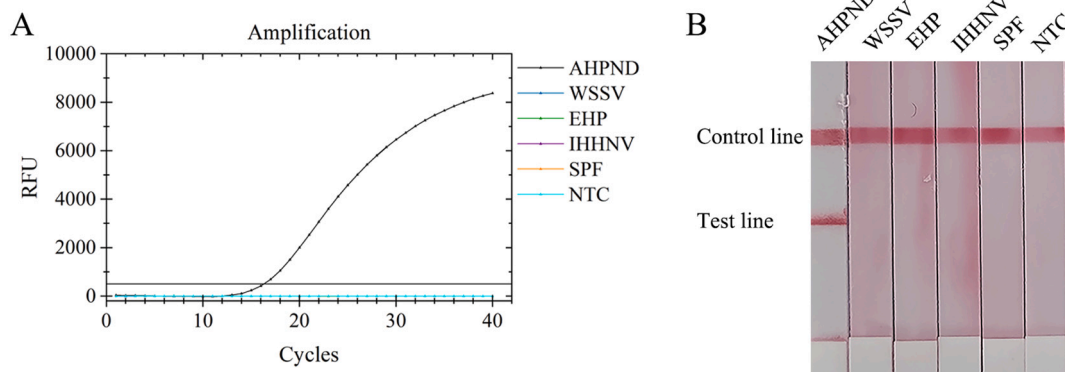 A
Amplification
RFU
10000
8000
6000
4000
2000
0
0
10
20
30
40
Cycles
AHPND
WSSV
EHP
IHHNV
SPF
NTC
B
AHPND
WSSV
EHP
IHHNV
SPF
NTC
Control line
Test line